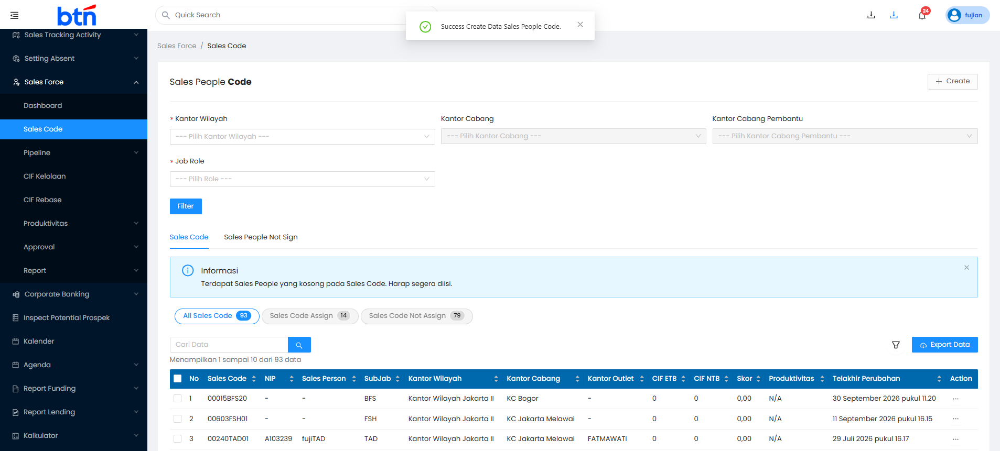 btn
Quick Search
Success Create Data Sales People Code.
24
fujian
Sales Tracking Activity
Setting Absent
Sales Force
Dashboard
Sales Code
Pipeline
CIF Kelolaan
CIF Rebase
Produktivitas
Approval
Report
Corporate Banking
Inspect Potential Prospek
Kalender
Agenda
Report Funding
Report Lending
Kalkulator
Sales Force / Sales Code
Sales People Code
Create
* Kantor Wilayah
Kantor Cabang
Kantor Cabang Pembantu
--- Pilih Kantor Wilayah ---
--- Pilih Kantor Cabang ---
--- Pilih Kantor Cabang Pembantu ---
* Job Role
--- Pilih Role ---
Filter
Sales Code
Sales People Not Sign
Informasi
Terdapat Sales People yang kosong pada Sales Code. Harap segera diisi.
All Sales Code 93
Sales Code Assign 14
Sales Code Not Assign 79
Cari Data
Export Data
Menampilkan 1 sampai 10 dari 93 data
No Sales Code NIP Sales Person SubJab Kantor Wilayah Kantor Cabang Kantor Outlet CIF ETB CIF NTB Skor Produktivitas Telakhir Perubahan Action
1 00015BFS20 - - BFS Kantor Wilayah Jakarta II KC Bogor - 0 0 0,00 N/A 30 September 2026 pukul 11.20 ...
2 00603FSH01 - - FSH Kantor Wilayah Jakarta II KC Jakarta Melawai - 0 0 0,00 N/A 11 September 2026 pukul 16.15 ...
3 00240TAD01 A103239 fujiTAD TAD Kantor Wilayah Jakarta II KC Jakarta Melawai FATMAWATI 0 0 0,00 N/A 29 Juli 2026 pukul 16.17 ...